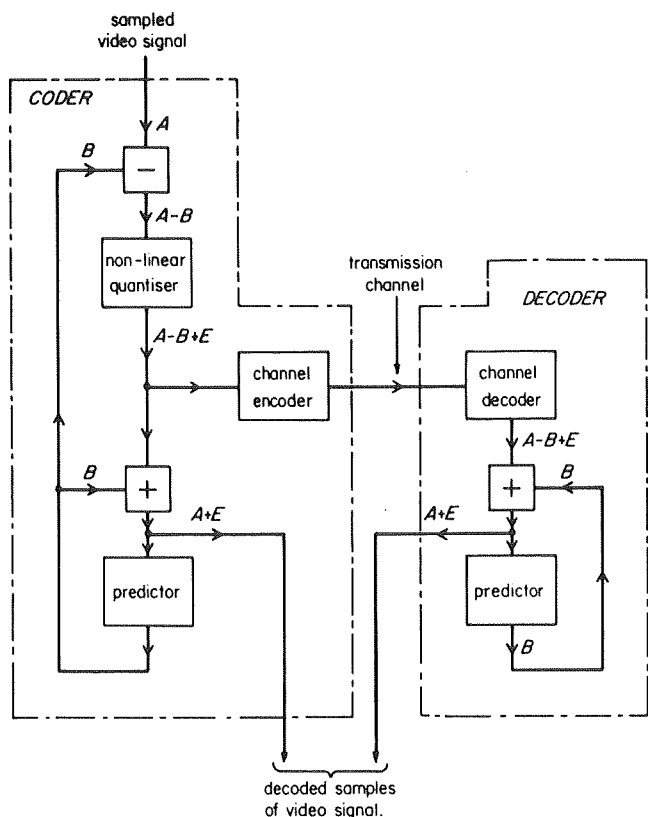 sampled
video signal
CODER
A
B
−
A−B
non-linear
quantiser
transmission
channel
DECODER
A−B+E
channel
encoder
channel
decoder
A−B+E
B
+
+
B
A+E
A+E
predictor
predictor
B
decoded samples
of video signal.